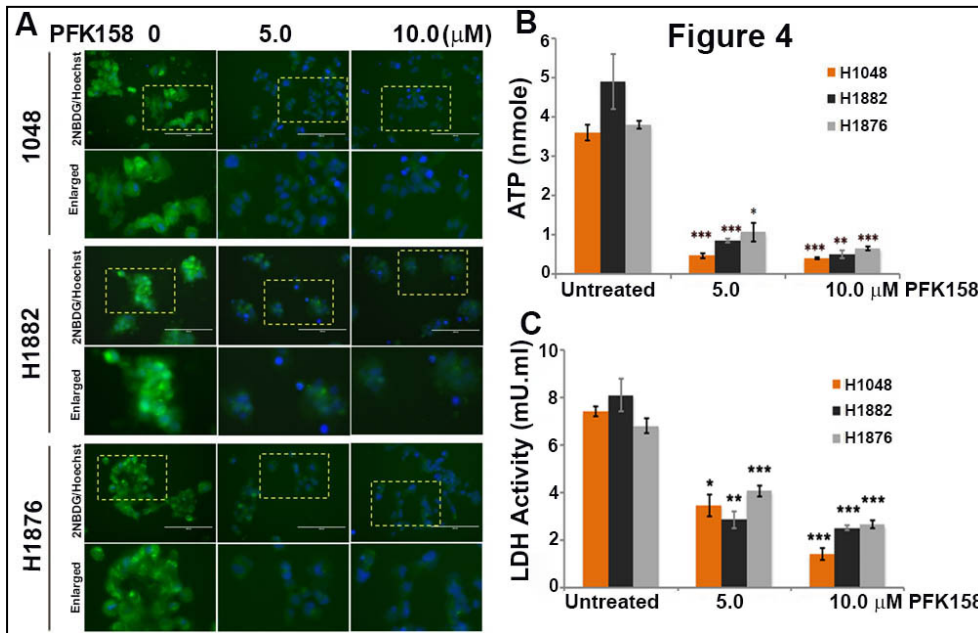 A
PFK158 0 5.0 10.0 (μM)
1048
2NBDG/Hoechst
Enlarged
H1882
2NBDG/Hoechst
Enlarged
H1876
2NBDG/Hoechst
Enlarged
B
Figure 4
ATP (nmole)
6
5
4
3
2
1
0
H1048
H1882
H1876
*** *** *
*** ** ***
Untreated 5.0 10.0 μM PFK158
C
LDH Activity (mU.ml)
10
8
6
4
2
0
H1048
H1882
H1876
* ** ***
*** *** ***
Untreated 5.0 10.0 μM PFK158